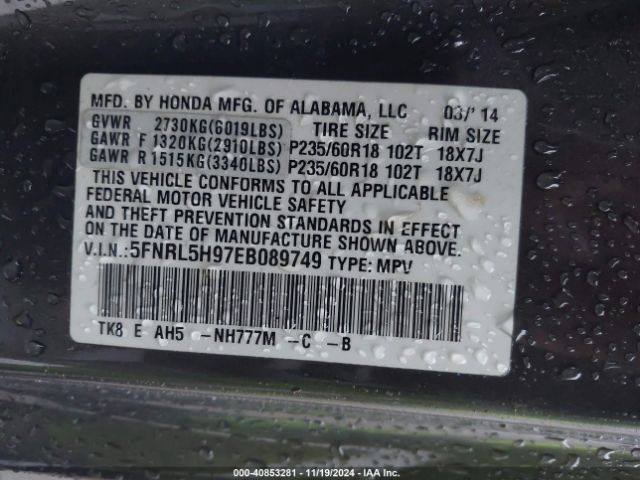 MFD. BY HONDA MFG. OF ALABAMA, LLC 03/'14
GVWR 2730KG(6019LBS) TIRE SIZE RIM SIZE
GAWR F 1320KG(2910LBS) P235/60R18 102T 18X7J
GAWR R 1515KG(3340LBS) P235/60R18 102T 18X7J
THIS VEHICLE CONFORMS TO ALL APPLICABLE
FEDERAL MOTOR VEHICLE SAFETY
AND THEFT PREVENTION STANDARDS IN EFFECT
ON THE DATE OF MANUFACTURE SHOWN ABOVE.
V.I.N.:5FNRL5H97EB089749 TYPE: MPV
TK8 E AH5 -NH777M -C -B
000-40853281 - 11/19/2024 - IAA Inc.